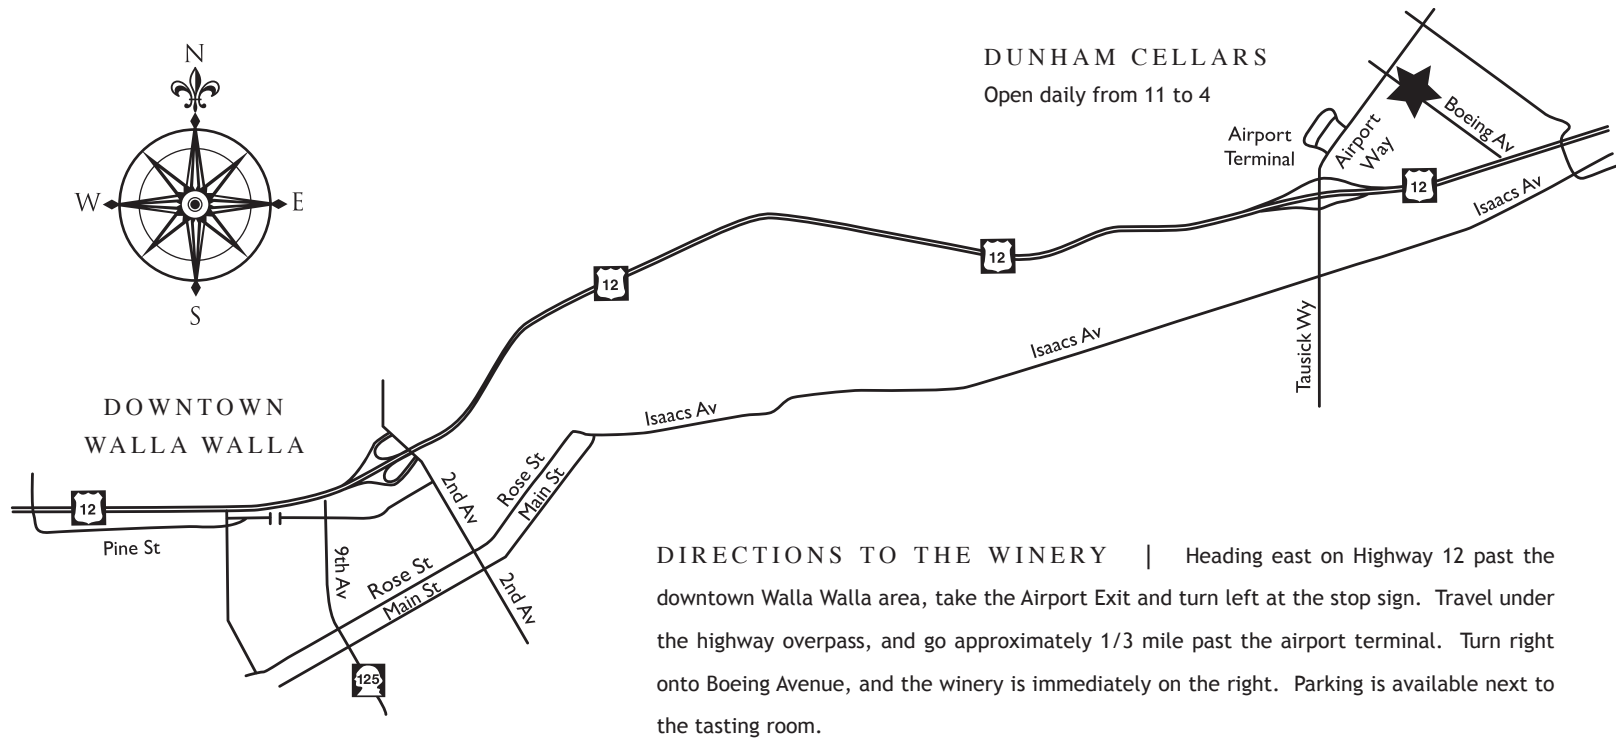 N
W
E
S
DUNHAM CELLARS
Open daily from 11 to 4
Airport
Terminal
Airport
Way
Boeing Av
12
Isaacs Av
12
12
Tausick Wy
Isaacs Av
Isaacs Av
DOWNTOWN
WALLA WALLA
12
Pine St
2nd Av
Rose St
Main St
9th Av
Rose St
Main St
2nd Av
125
DIRECTIONS TO THE WINERY | Heading east on Highway 12 past the
downtown Walla Walla area, take the Airport Exit and turn left at the stop sign. Travel under
the highway overpass, and go approximately 1/3 mile past the airport terminal. Turn right
onto Boeing Avenue, and the winery is immediately on the right. Parking is available next to
the tasting room.